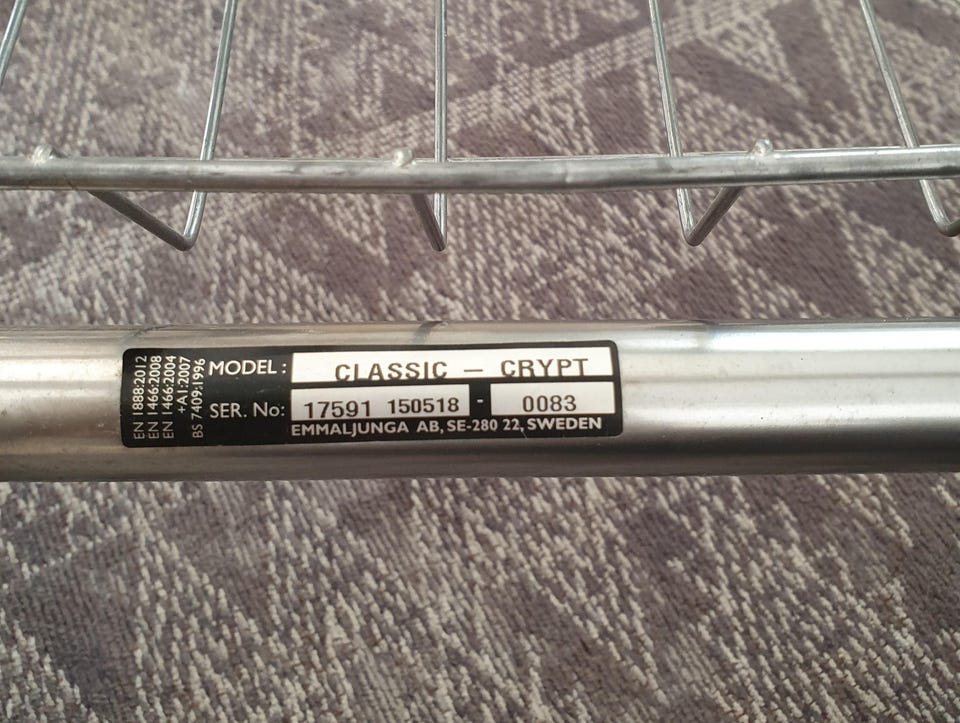 EN 1888:2012
EN 1466:2008
EN 1466:2004
+A1:2007
BS 7409:1996
MODEL : CLASSIC — CRYPT
SER. No: 17591 150518 - 0083
EMMALJUNGA AB, SE-280 22, SWEDEN